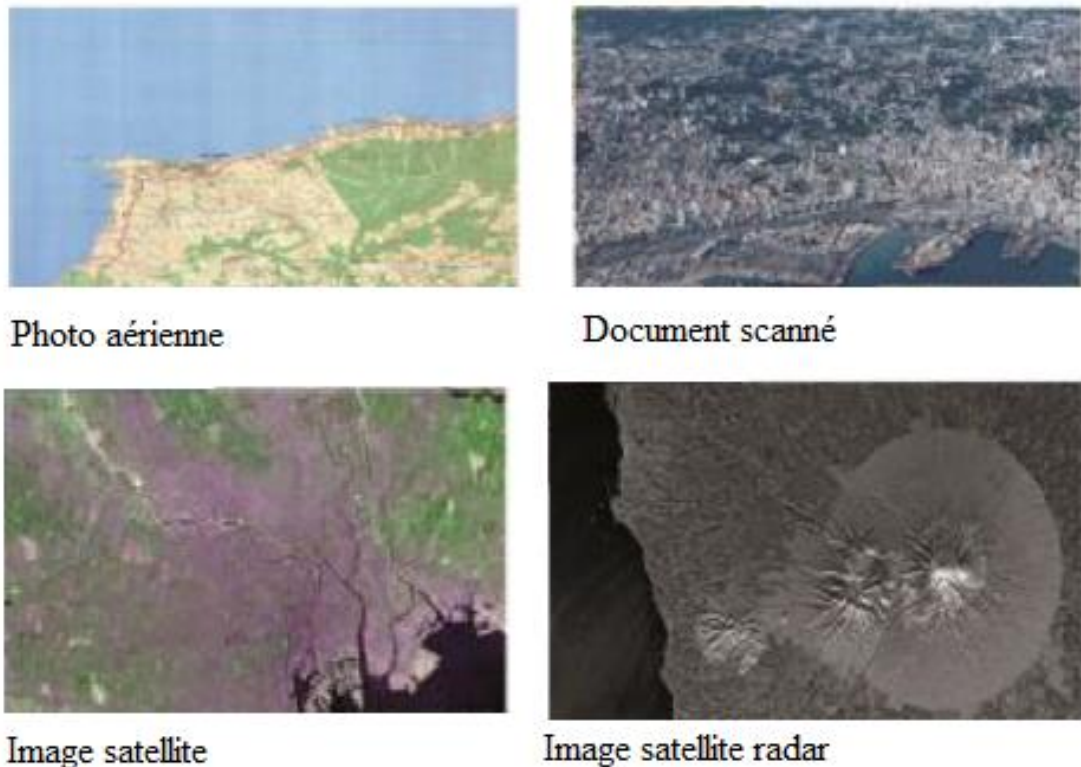 Photo aérienne
Document scanné
Image satellite
Image satellite radar